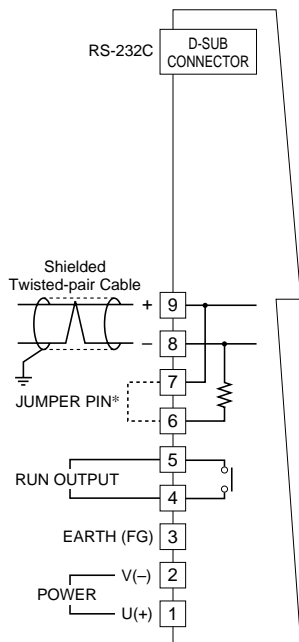 RS-232C
D-SUB
CONNECTOR
Shielded
Twisted-pair Cable
+ 9
– 8
7
JUMPER PIN*
6
5
RUN OUTPUT
4
EARTH (FG) 3
V(–) 2
POWER
U(+) 1